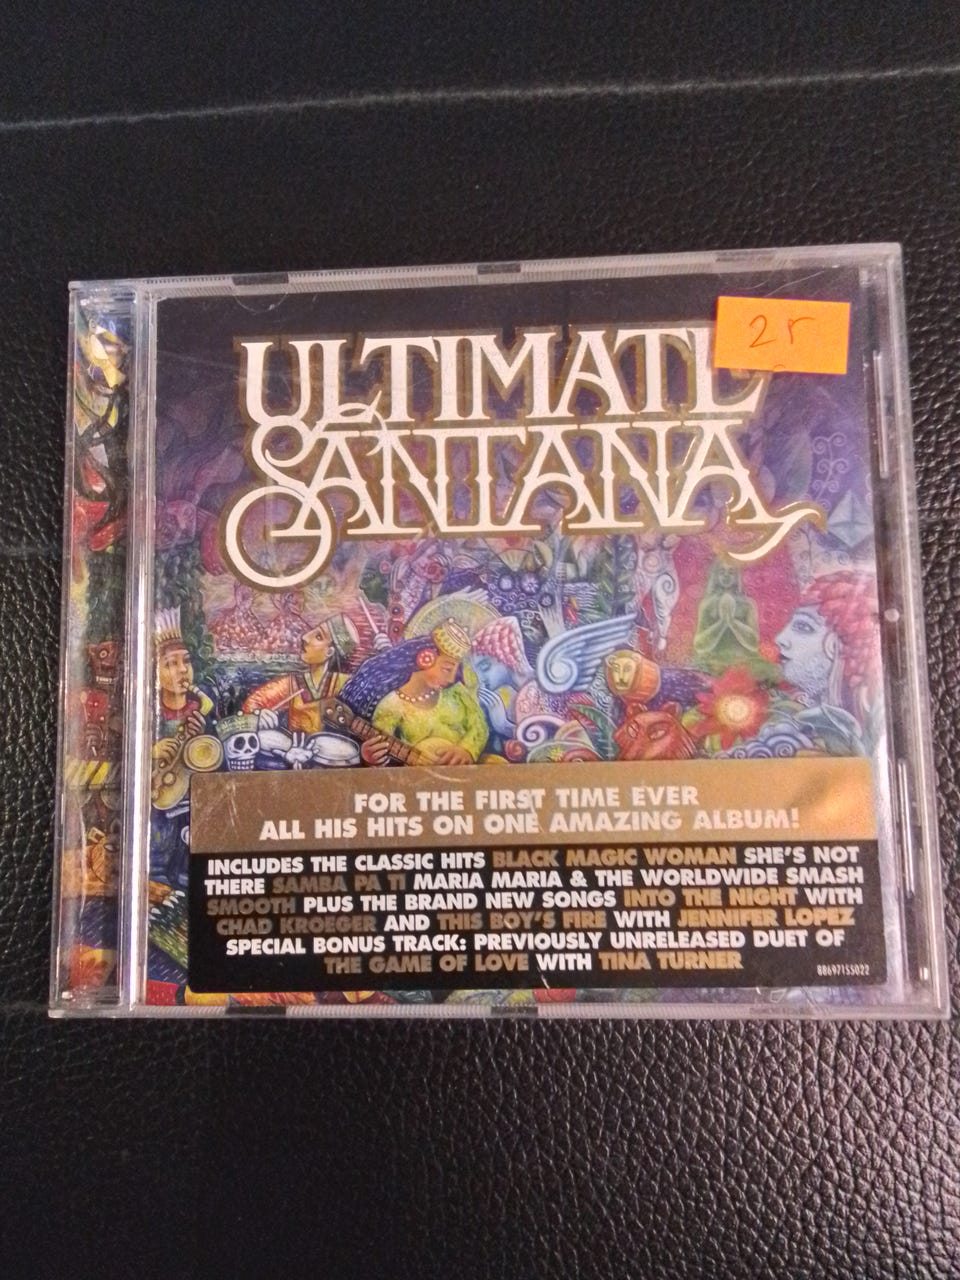 2r
ULTIMATE
SANTANA
FOR THE FIRST TIME EVER
ALL HIS HITS ON ONE AMAZING ALBUM!
INCLUDES THE CLASSIC HITS BLACK MAGIC WOMAN SHE'S NOT
THERE SAMBA PA TI MARIA MARIA & THE WORLDWIDE SMASH
SMOOTH PLUS THE BRAND NEW SONGS INTO THE NIGHT WITH
CHAD KROEGER AND THIS BOY'S FIRE WITH JENNIFER LOPEZ
SPECIAL BONUS TRACK: PREVIOUSLY UNRELEASED DUET OF
THE GAME OF LOVE WITH TINA TURNER
88697155022